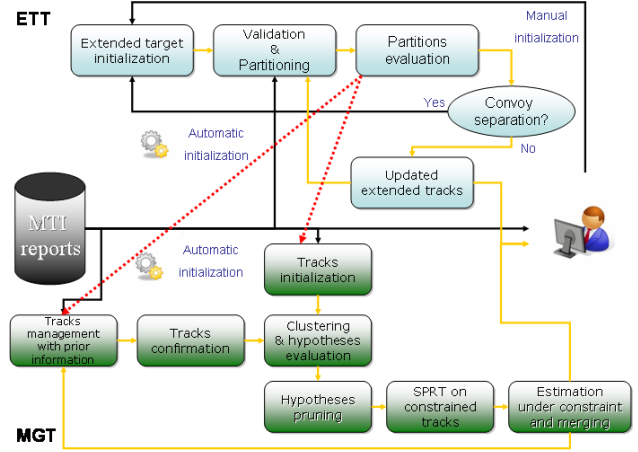 ETT
Manual
initialization
Extended target
initialization
Validation
&
Partitioning
Partitions
evaluation
Yes
Convoy
separation?
No
Automatic
initialization
Updated
extended tracks
MTI
reports
Automatic
initialization
Tracks
initialization
Tracks
management
with prior
information
Tracks
confirmation
Clustering
& hypotheses
evaluation
Hypotheses
pruning
SPRT on
constrained
tracks
Estimation
under constraint
and merging
MGT